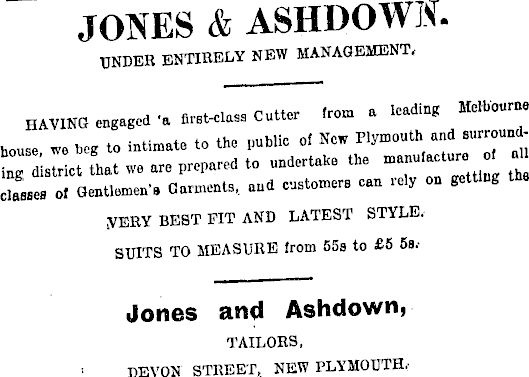 JONES & ASHDOWN.
UNDER ENTIRELY NEW MANAGEMENT.
HAVING engaged a first-class Cutter from a leading Melbourne
house, we beg to intimate to the public of New Plymouth and surround-
ing district that we are prepared to undertake the manufacture of all
classes of Gentlemen's Garments, and customers can rely on getting the
VERY BEST FIT AND LATEST STYLE.
SUITS TO MEASURE from 55s to £5 5s.
Jones and Ashdown,
TAILORS,
DEVON STREET, NEW PLYMOUTH.